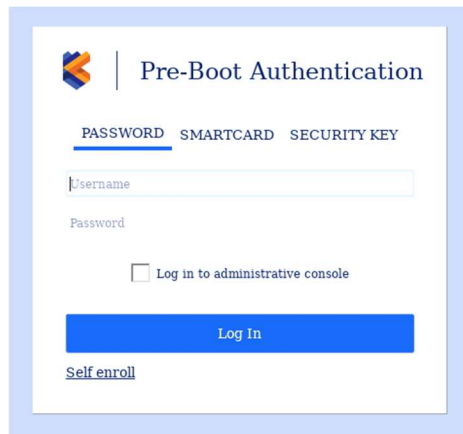 Pre-Boot Authentication
PASSWORD SMARTCARD SECURITY KEY
Username
Password
Log in to administrative console
Log In
Self enroll